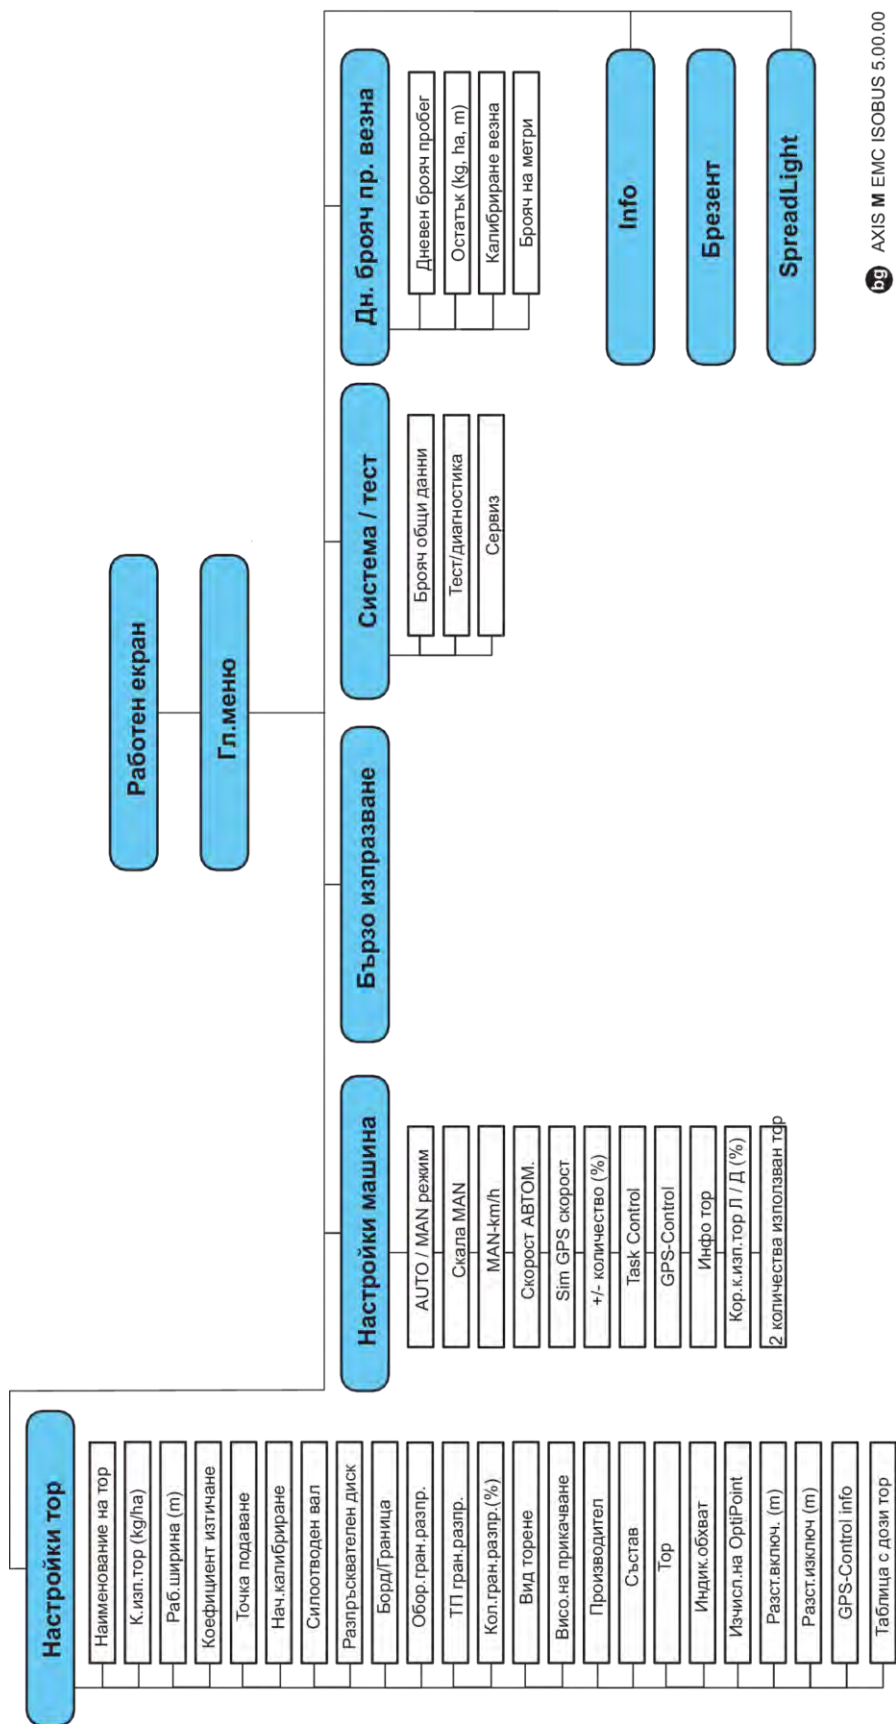 Работен екран
Гл.меню
Настройки тор
Наименование на тор
К.изп.тор (kg/ha)
Раб.ширина (m)
Коефициент изтичане
Точка подаване
Нач.калибриране
Силоотводен вал
Разпръсквателен диск
Борд/Граница
Обор.гран.разпр.
ТП гран.разпр.
Кол.гран.разпр.(%)
Вид торене
Висо.на прикачване
Производител
Състав
Тор
Индик.обхват
Изчисл.на OptiPoint
Разст.включ. (m)
Разст.изключ (m)
GPS-Control info
Таблица с дози тор
Настройки машина
AUTO / MAN режим
Скала MAN
MAN-km/h
Скорост АВТОМ.
Sim GPS скорост
+/- количество (%)
Task Control
GPS-Control
Инфо тор
Кор.к.изп.тор Л / Д (%)
2 количества използван тор
Бързо изпразване
Система / тест
Брояч общи данни
Тест/диагностика
Сервиз
Дн. брояч пр. везна
Дневен брояч пробег
Остатък (kg, ha, m)
Калибриране везна
Брояч на метри
Info
Брезент
SpreadLight
bg AXIS M EMC ISOBUS 5.00.00